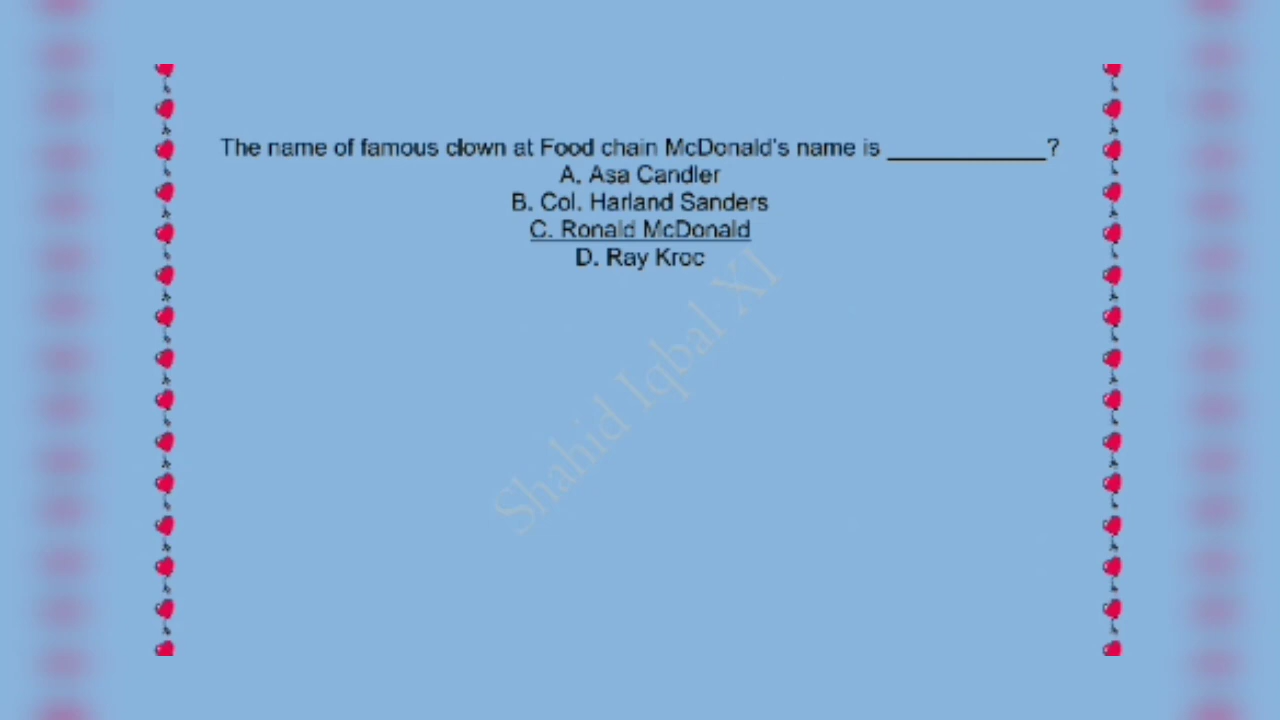 The name of famous clown at Food chain McDonald's name is _____________?
A. Asa Candler
B. Col. Harland Sanders
C. Ronald McDonald
D. Ray Kroc
Shahid Iqbal XI